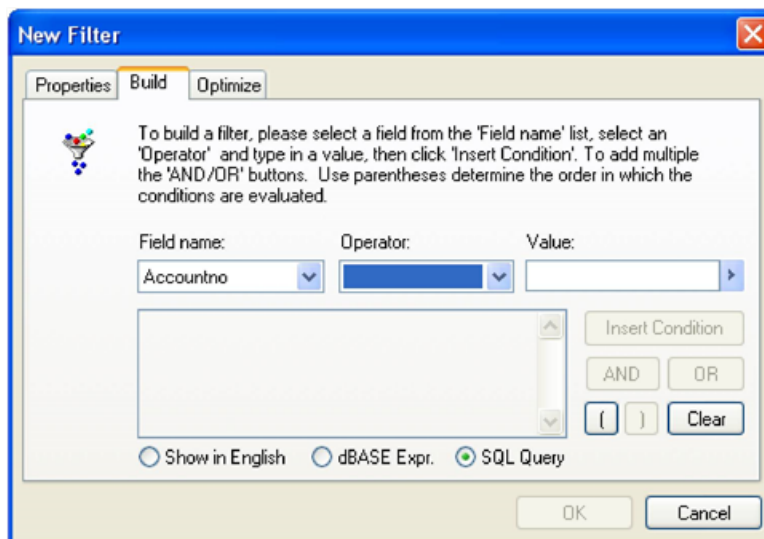 New Filter
Properties Build Optimize
To build a filter, please select a field from the 'Field name' list, select an
'Operator' and type in a value, then click 'Insert Condition'. To add multiple
the 'AND/OR' buttons. Use parentheses determine the order in which the
conditions are evaluated.
Field name: Operator: Value:
Accountno
Insert Condition
AND OR
( ) Clear
Show in English dBASE Expr. SQL Query
OK Cancel